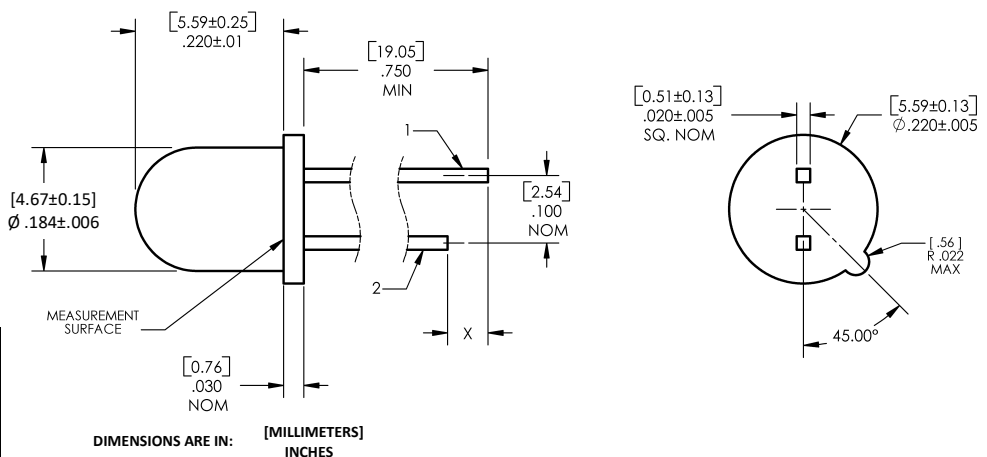 [5.59±0.25]
.220±.01
[19.05]
.750
MIN
1
[2.54]
.100
NOM
[4.67±0.15]
Ø .184±.006
2
MEASUREMENT
SURFACE
X
[0.76]
.030
NOM
DIMENSIONS ARE IN:
[MILLIMETERS]
INCHES
[0.51±0.13]
.020±.005
SQ. NOM
[5.59±0.13]
Ø.220±.005
[.56]
R .022
MAX
45.00°